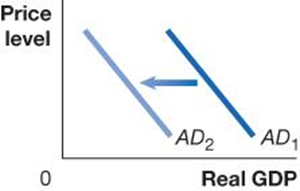 Price
level
AD2
AD1
0
Real GDP